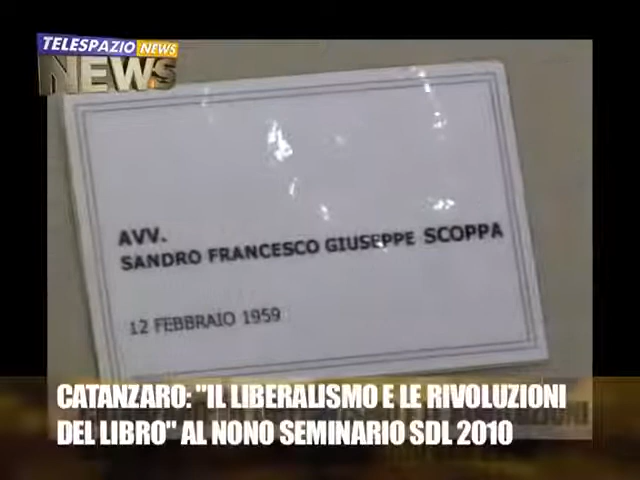 TELESPAZIO NEWS
NEWS
AVV.
SANDRO FRANCESCO GIUSEPPE SCOPPA
12 FEBBRAIO 1959
CATANZARO: "IL LIBERALISMO E LE RIVOLUZIONI
DEL LIBRO" AL NONO SEMINARIO SDL 2010